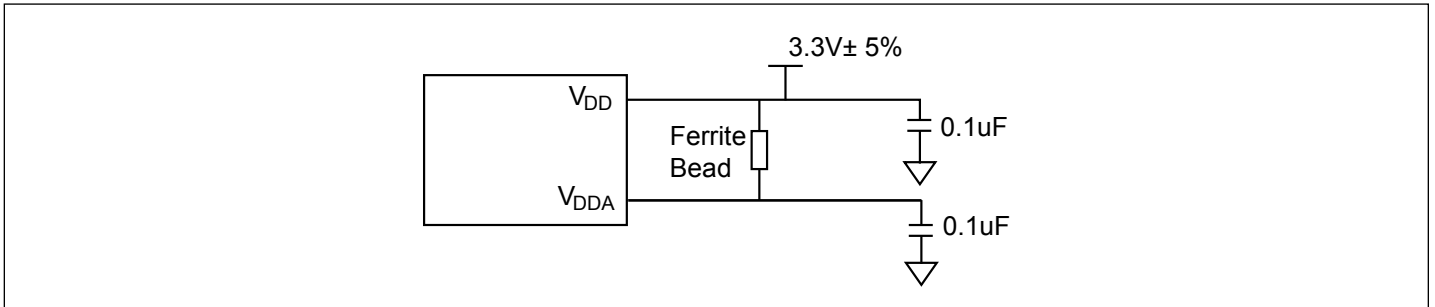 3.3V± 5%
VDD
0.1uF
Ferrite
Bead
VDDA
0.1uF